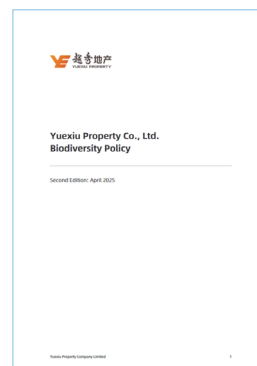 越秀地产
YUEXIU PROPERTY
Yuexiu Property Co., Ltd.
Biodiversity Policy
Second Edition: April 2025
Yuexiu Property Company Limited
1